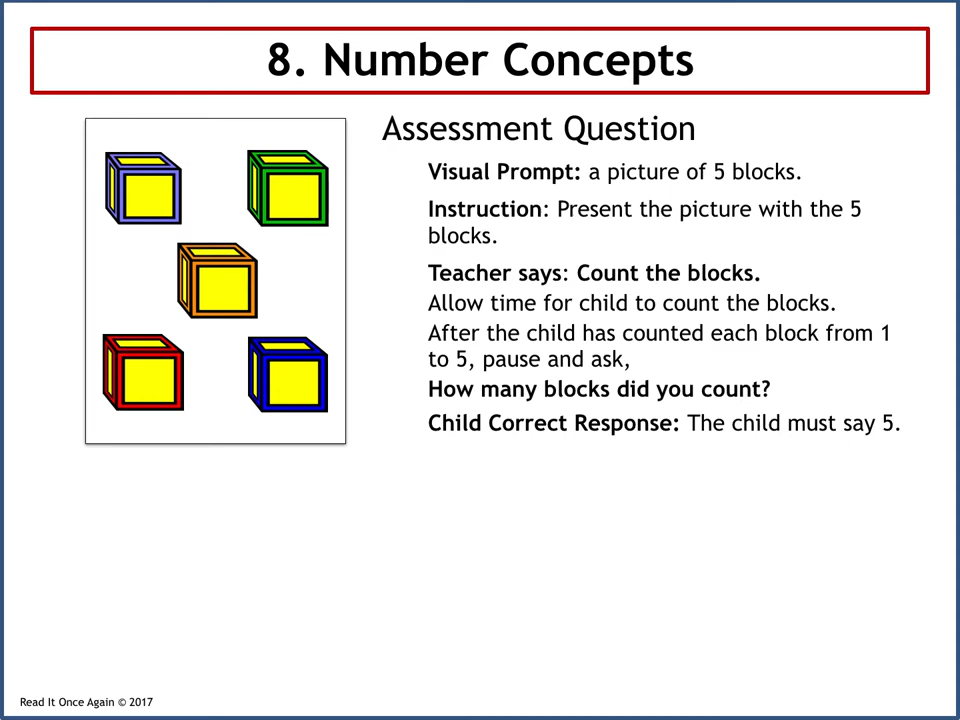 8. Number Concepts
Assessment Question
Visual Prompt: a picture of 5 blocks.
Instruction: Present the picture with the 5
blocks.
Teacher says: Count the blocks.
Allow time for child to count the blocks.
After the child has counted each block from 1
to 5, pause and ask,
How many blocks did you count?
Child Correct Response: The child must say 5.
Read It Once Again © 2017